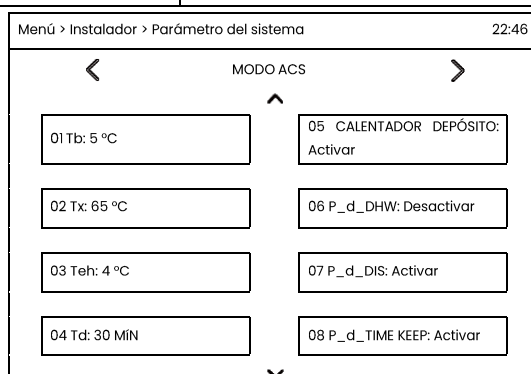 Menú > Instalador > Parámetro del sistema 22:46
MODO ACS
01 Tb: 5 ºC
02 Tx: 65 ºC
03 Teh: 4 ºC
04 Td: 30 MíN
05 CALENTADOR DEPÓSITO:
Activar
06 P_d_DHW: Desactivar
07 P_d_DIS: Activar
08 P_d_TIME KEEP: Activar